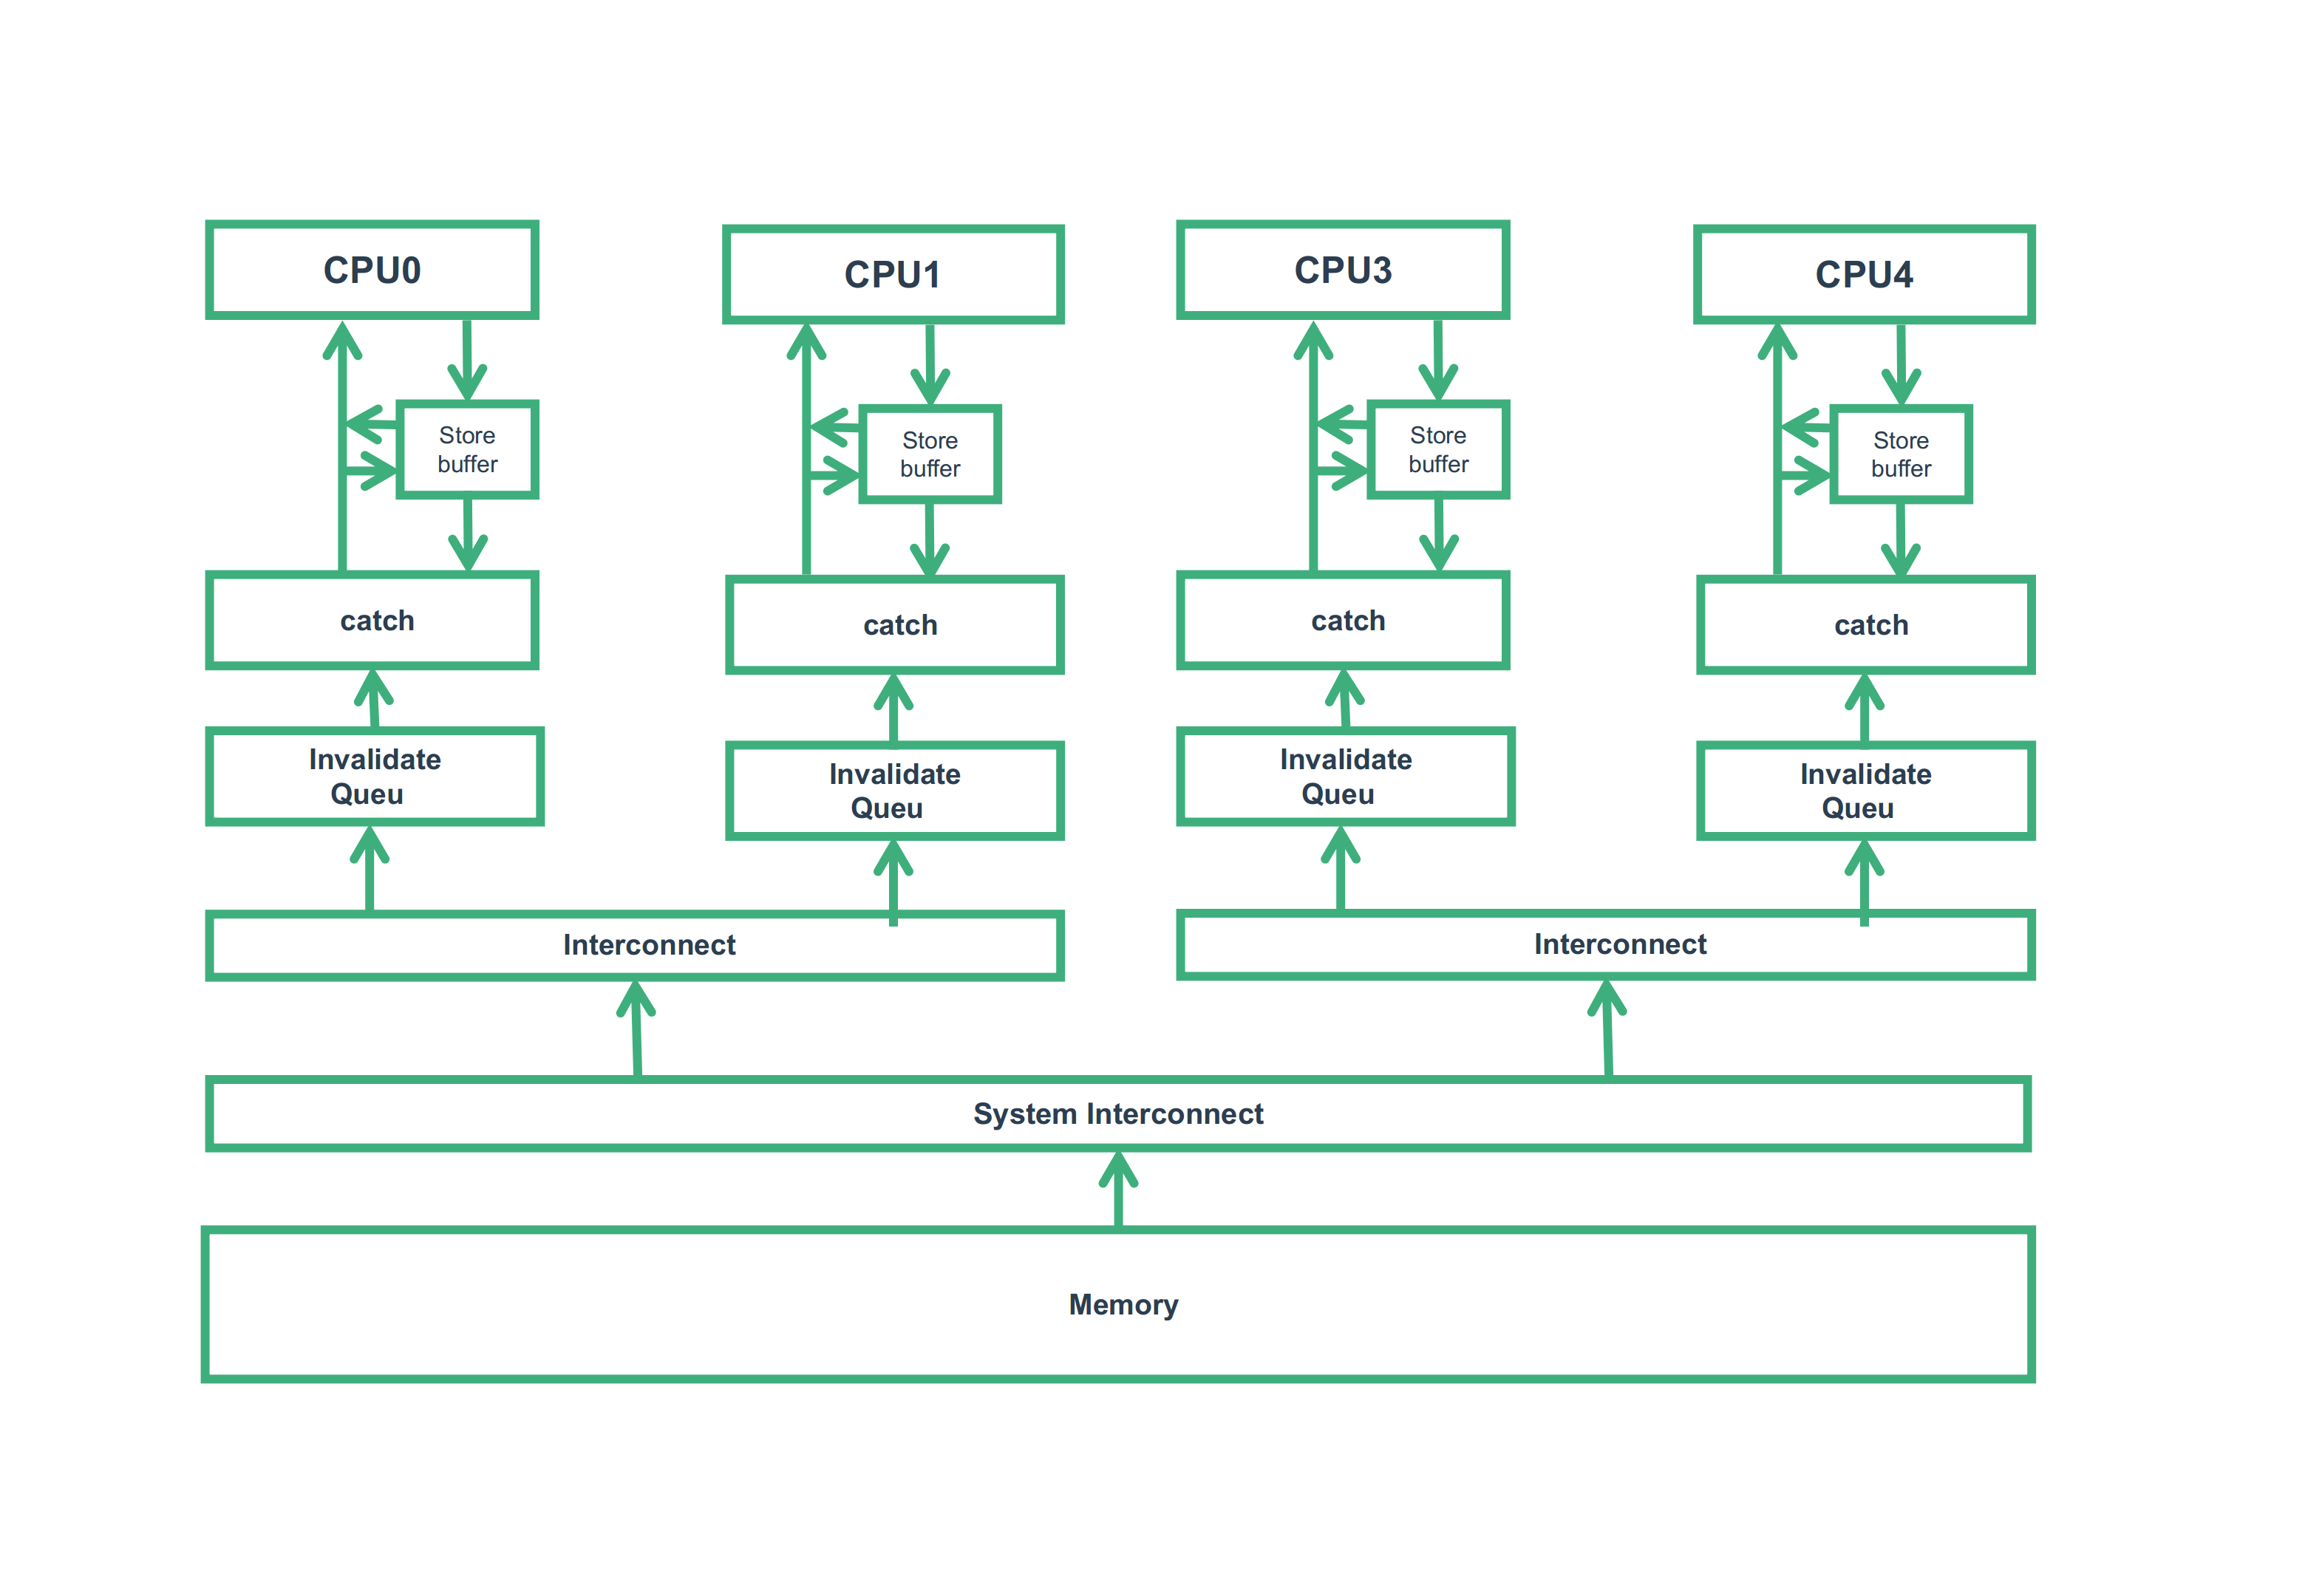 CPU0
CPU1
CPU3
CPU4
Store
buffer
Store
buffer
Store
buffer
Store
buffer
catch
catch
catch
catch
Invalidate
Queu
Invalidate
Queu
Invalidate
Queu
Invalidate
Queu
Interconnect
Interconnect
System Interconnect
Memory